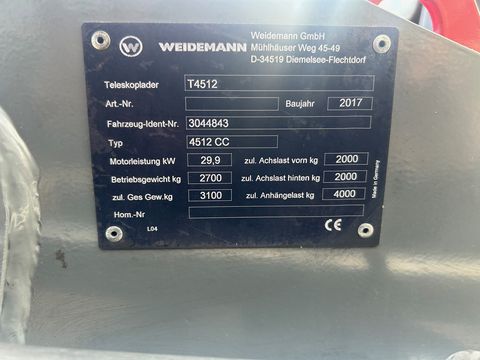 WEIDEMANN
Weidemann GmbH
Mühlhäuser Weg 45-49
D-34519 Diemelsee-Flechtdorf
Teleskoplader T4512
Art.-Nr. Baujahr 2017
Fahrzeug-Ident-Nr. 3044843
Typ 4512 CC
Motorleistung kW 29,9 zul. Achslast vorn kg 2000
Betriebsgewicht kg 2700 zul. Achslast hinten kg 2000
zul. Ges Gew.kg 3100 zul. Anhängelast kg 4000
Hom.-Nr
L04 CE
Made in Germany